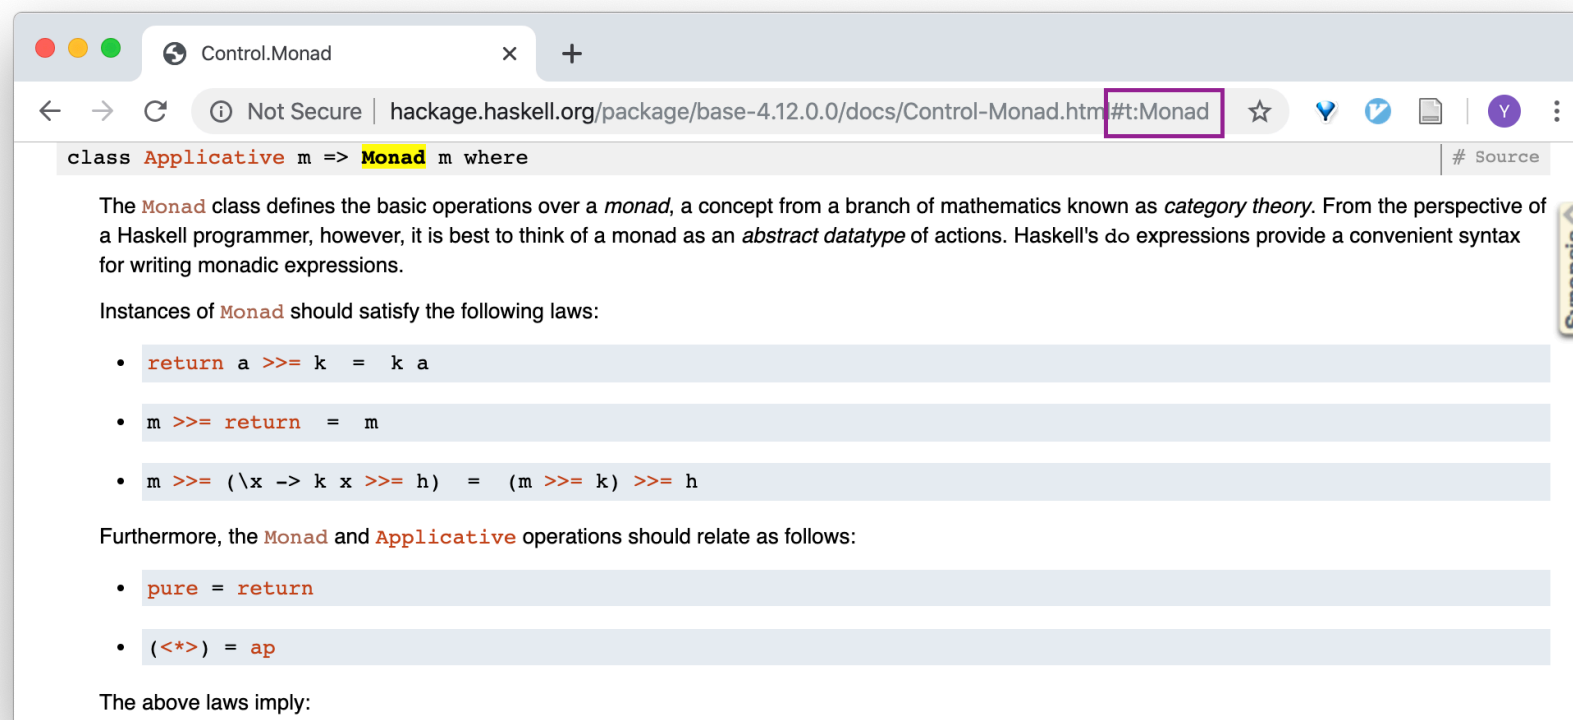 Control.Monad
Not Secure
hackage.haskell.org/package/base-4.12.0.0/docs/Control-Monad.html#t:Monad
Y
class Applicative m => Monad m where
# Source
The Monad class defines the basic operations over a monad, a concept from a branch of mathematics known as category theory. From the perspective of
a Haskell programmer, however, it is best to think of a monad as an abstract datatype of actions. Haskell's do expressions provide a convenient syntax
for writing monadic expressions.
Synopsis
Instances of Monad should satisfy the following laws:
• return a >>= k  =  k a
• m >>= return  =  m
• m >>= (\x -> k x >>= h)  =  (m >>= k) >>= h
Furthermore, the Monad and Applicative operations should relate as follows:
• pure = return
• (<*>) = ap
The above laws imply: